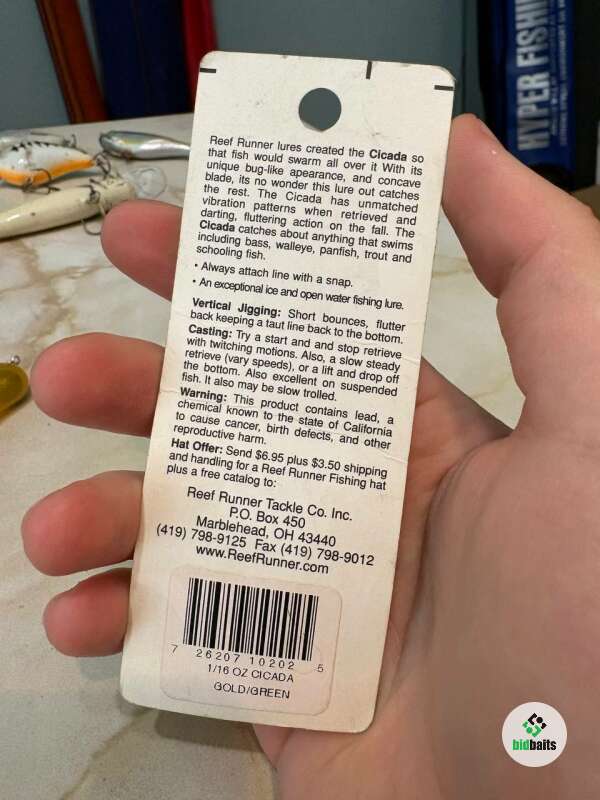 Reef Runner lures created the Cicada so
that fish would swarm all over it With its
unique bug-like apearance, and concave
blade, its no wonder this lure out catches
the rest. The Cicada has unmatched
vibration patterns when retrieved and
darting, fluttering action on the fall. The
Cicada catches about anything that swims
including bass, walleye, panfish, trout and
schooling fish.
• Always attach line with a snap.
• An exceptional ice and open water fishing lure.
Vertical Jigging: Short bounces, flutter
back keeping a taut line back to the bottom.
Casting: Try a start and and stop retrieve
with twitching motions. Also, a slow steady
retrieve (vary speeds), or a lift and drop off
the bottom. Also excellent on suspended
fish. It also may be slow trolled.
Warning: This product contains lead, a
chemical known to the state of California
to cause cancer, birth defects, and other
reproductive harm.
Hat Offer: Send $6.95 plus $3.50 shipping
and handling for a Reef Runner Fishing hat
plus a free catalog to:
Reef Runner Tackle Co. Inc.
P.O. Box 450
Marblehead, OH 43440
(419) 798-9125 Fax (419) 798-9012
www.ReefRunner.com
7 26207 10202 5
1/16 OZ CICADA
GOLD/GREEN
HYPER FISHIN
bidbaits